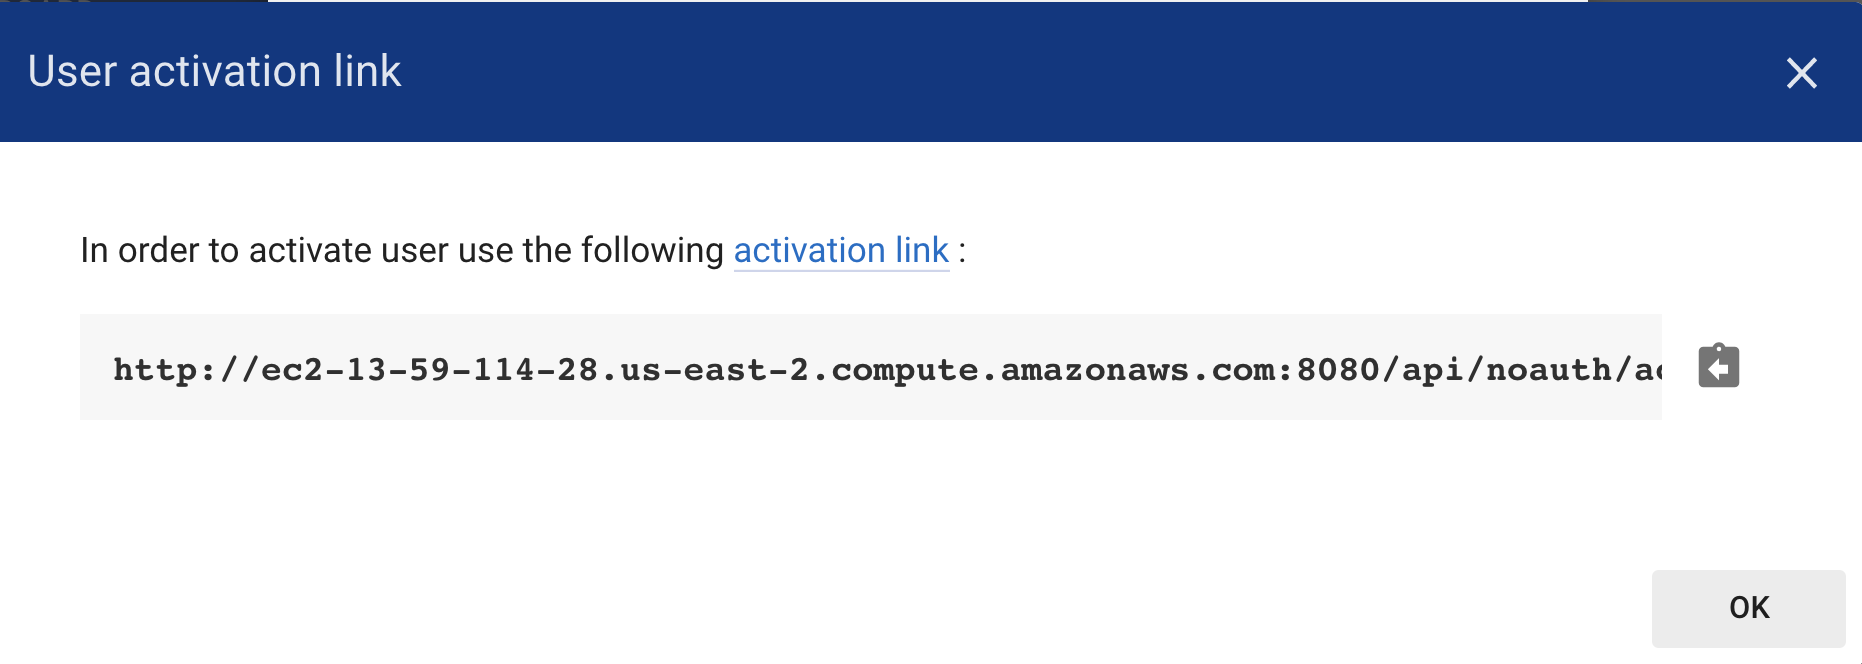 User activation link
In order to activate user use the following activation link :
http://ec2-13-59-114-28.us-east-2.compute.amazonaws.com:8080/api/noauth/ac
OK